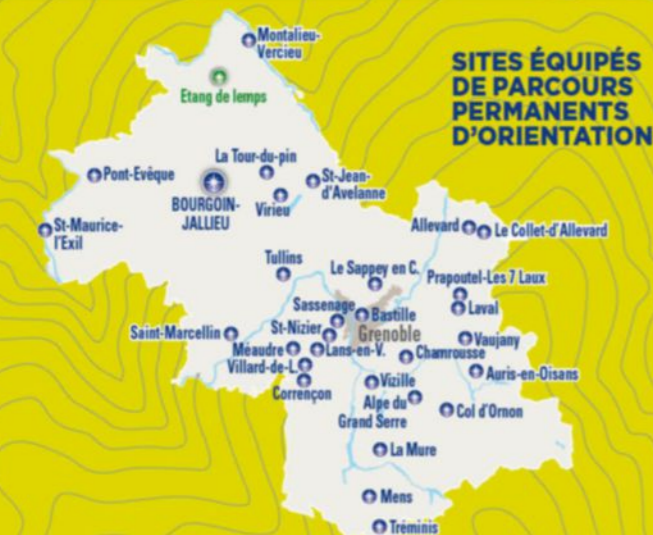 Montalieu-
Vercieu
SITES ÉQUIPÉS
DE PARCOURS
PERMANENTS
D'ORIENTATION
Etang de lemps
La Tour-du-pin
Pont-Evêque
St-Jean-
d'Avelanne
BOURGOIN-
JALLIEU
Virieu
St-Maurice-
l'Exil
Allevard
Le Collet-d'Allevard
Tullins
Le Sappey en C.
Prapoutel-Les 7 Laux
Laval
Sassenage
Bastille
Saint-Marcellin
St-Nizier
Grenoble
Vaujany
Méaudre
Lans-en-V.
Chamrousse
Villard-de-L.
Auris-en-Oisans
Corrençon
Vizille
Alpe du
Grand Serre
Col d'Ornon
La Mure
Mens
Tréminis